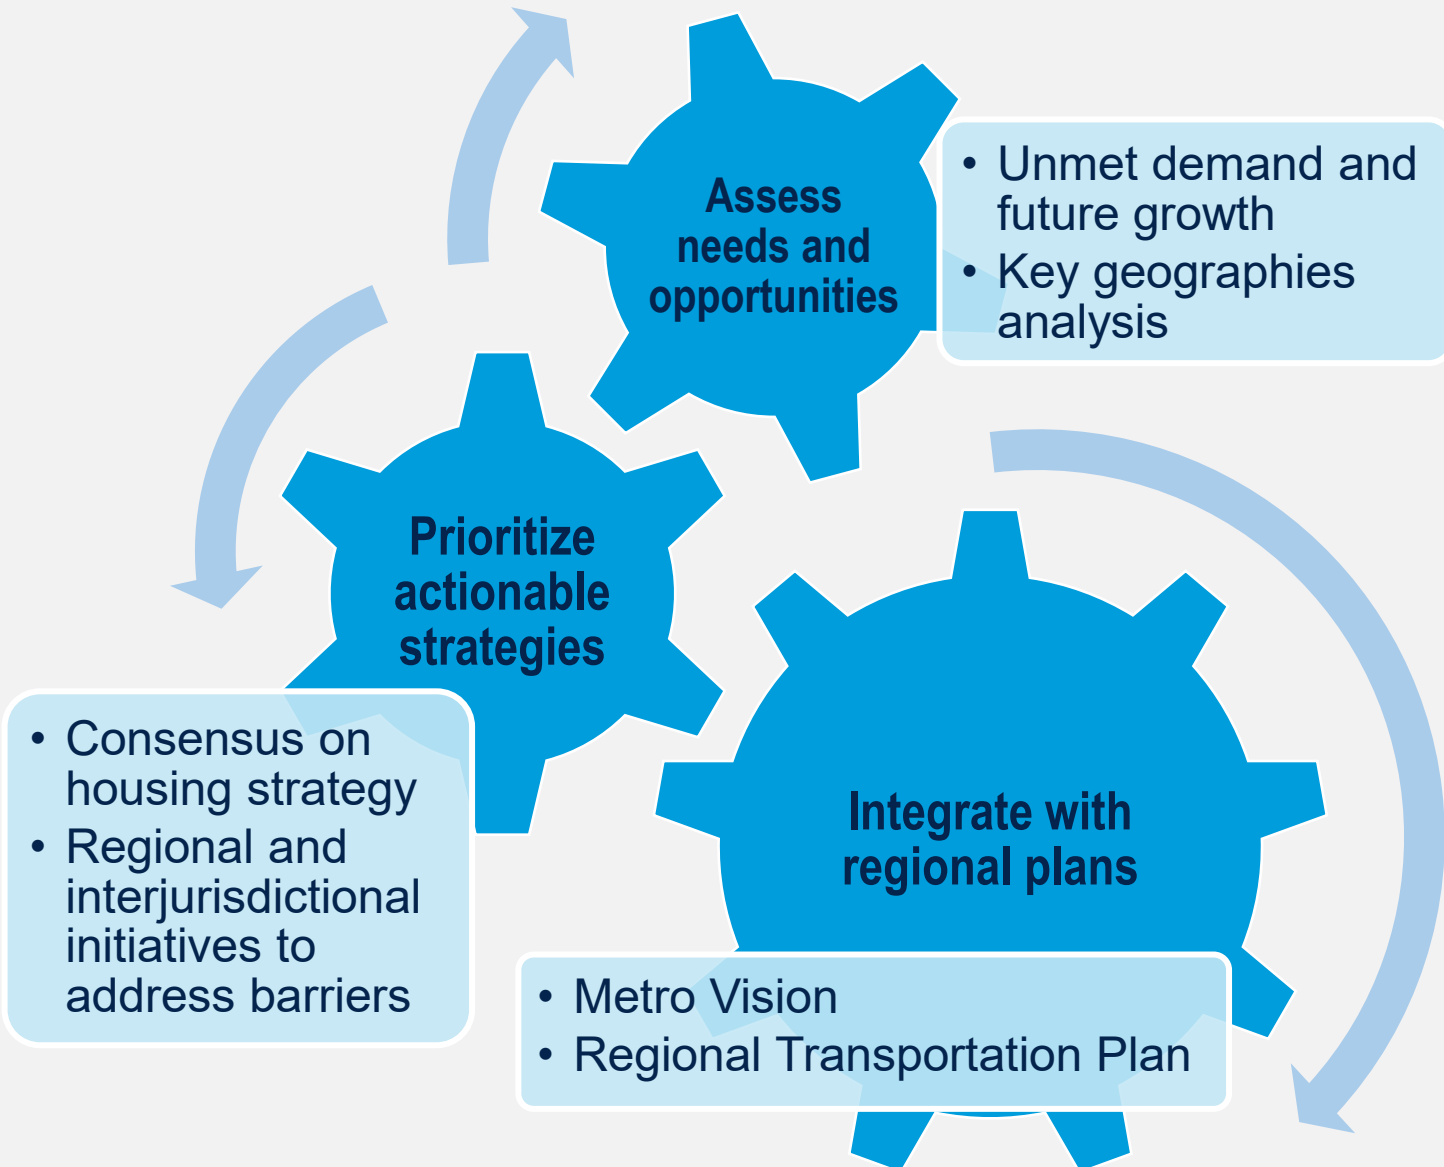 Assess
needs and
opportunities
• Unmet demand and
future growth
• Key geographies
analysis
Prioritize
actionable
strategies
• Consensus on
housing strategy
• Regional and
interjurisdictional
initiatives to
address barriers
Integrate with
regional plans
• Metro Vision
• Regional Transportation Plan